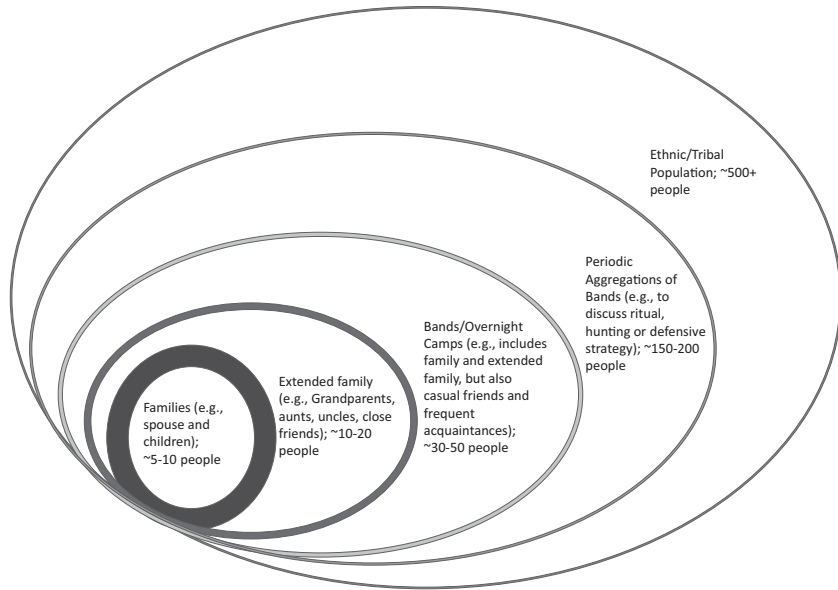 Ethnic/Tribal
Population; ~500+
people
Periodic
Aggregations of
Bands (e.g., to
discuss ritual,
hunting or defensive
strategy); ~150-200
people
Bands/Overnight
Camps (e.g., includes
family and extended
family, but also
casual friends and
frequent
acquaintances);
~30-50 people
Extended family
(e.g., Grandparents,
aunts, uncles, close
friends); ~10-20
people
Families (e.g.,
spouse and
children);
~5-10 people